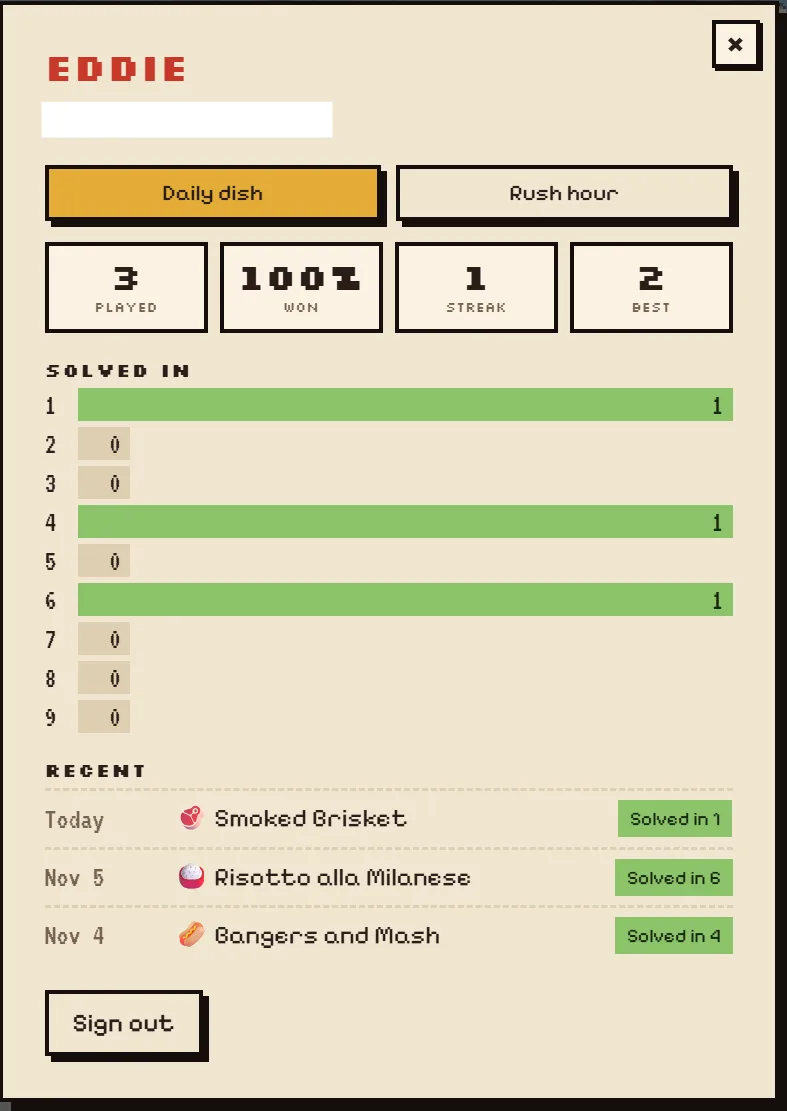 EDDIE
×
Daily dish Rush hour
3 100% 1 2
PLAYED WON STREAK BEST
SOLVED IN
1 1
2 0
3 0
4 1
5 0
6 1
7 0
8 0
9 0
RECENT
Today Smoked Brisket Solved in 1
Nov 5 Risotto alla Milanese Solved in 6
Nov 4 Bangers and Mash Solved in 4
Sign out